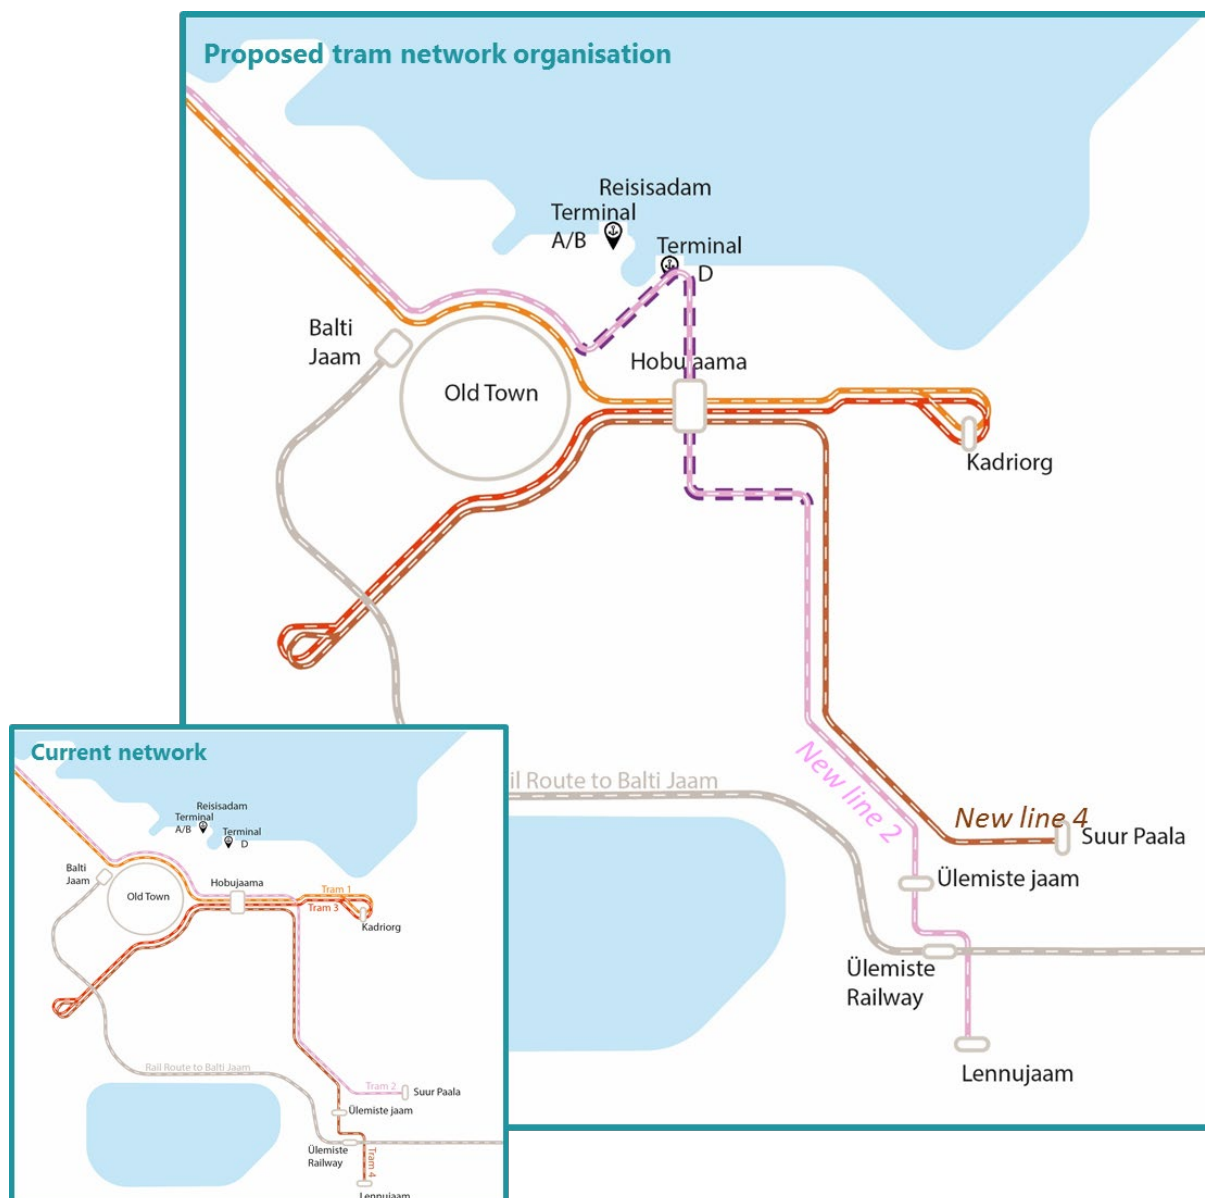 Proposed tram network organisation
Reisisadam
Terminal
A/B
Terminal
D
Balti
Jaam
Old Town
Hobujaama
Kadriorg
New line 2
New line 4
Suur Paala
Ülemiste jaam
Ülemiste
Railway
Lennujaam
il Route to Balti Jaam
Current network
Reisisadam
Terminal
A/B
Terminal
D
Balti
Jaam
Old Town
Hobujaama
Tram 1
Tram 3
Kadriorg
Rail Route to Balti Jaam
Tram 2
Suur Paala
Ülemiste jaam
Ülemiste
Railway
Tram 4
Lennujaam